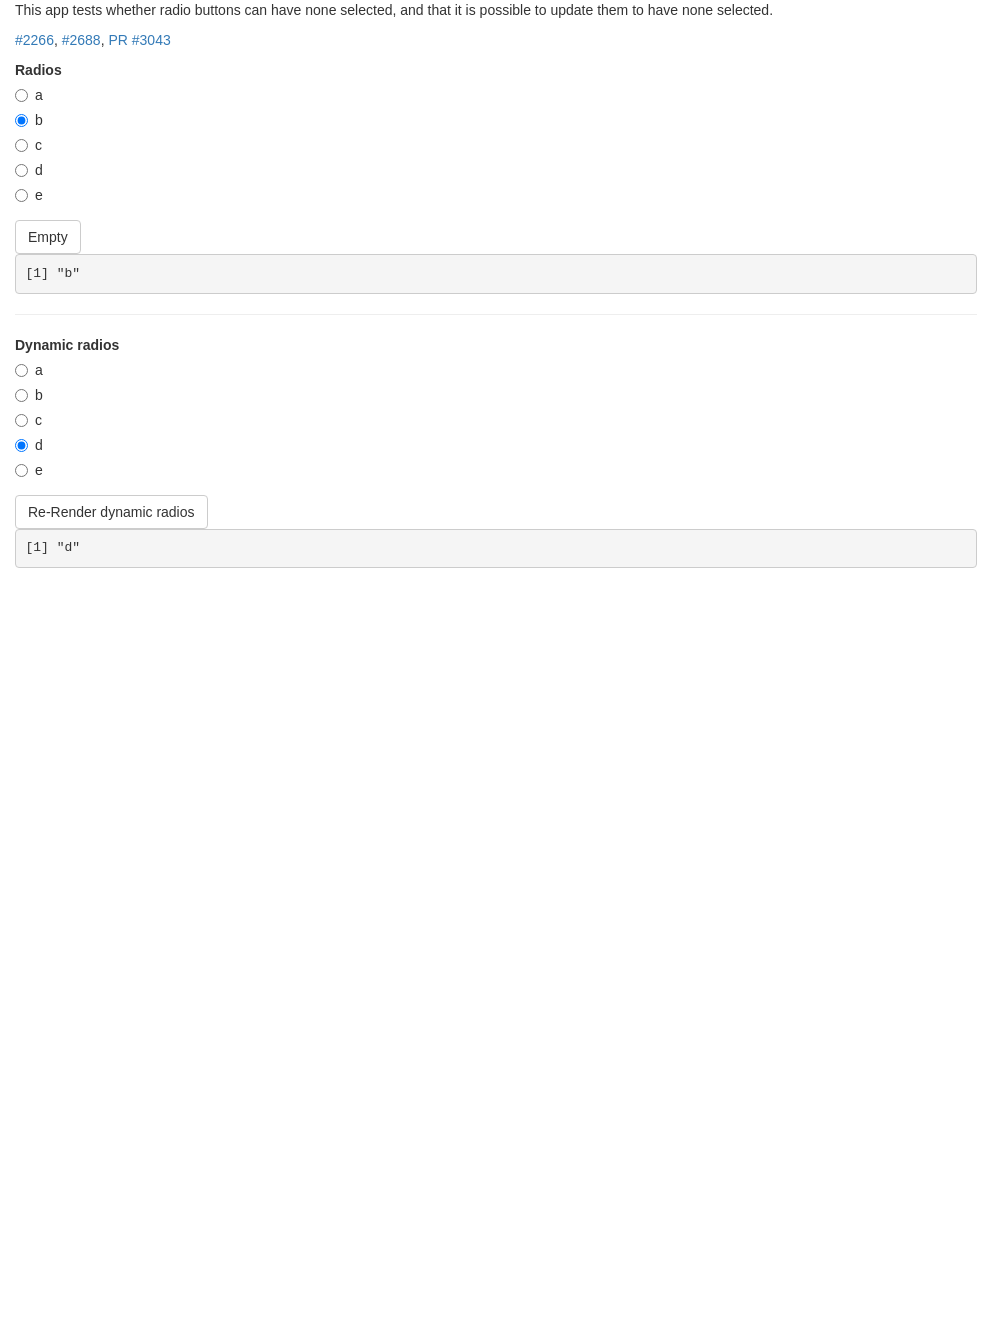 This app tests whether radio buttons can have none selected, and that it is possible to update them to have none selected.
#2266, #2688, PR #3043
Radios
a
b
c
d
e
Empty
[1] "b"
Dynamic radios
a
b
c
d
e
Re-Render dynamic radios
[1] "d"